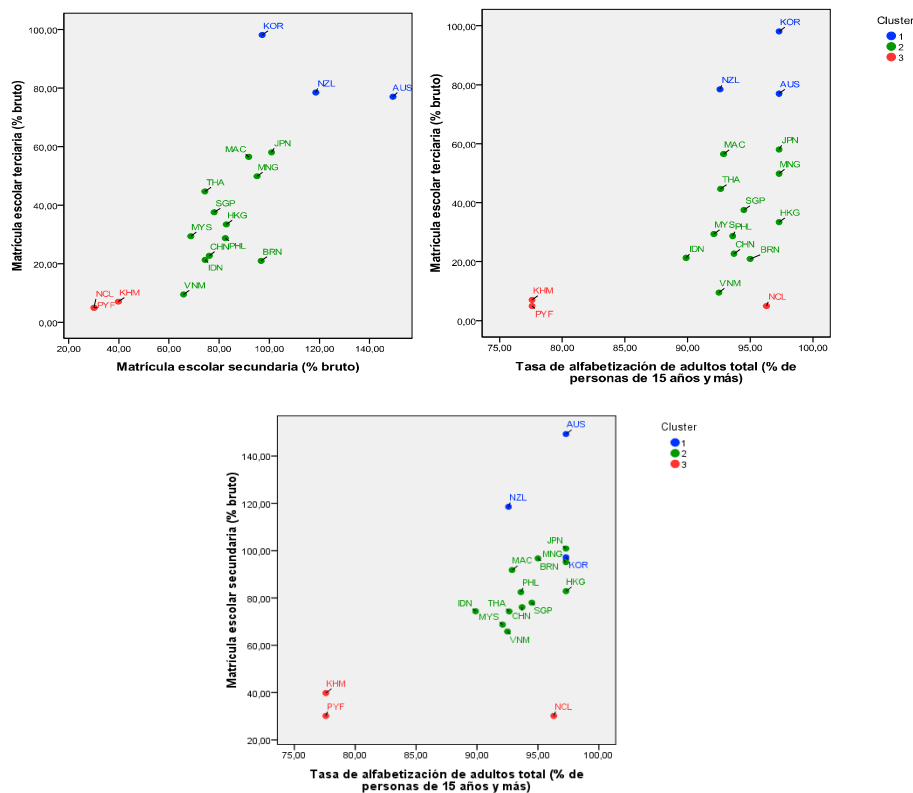 Matrícula escolar terciaria (% bruto)
100,00
80,00
60,00
40,00
20,00
0,00
KOR
NZL
AUS
MAC
JPN
MNG
THA
SGP
HKG
MYS
CHN
PHL
IDN
BRN
VNM
NCL
KHM
PYF
20,00 40,00 60,00 80,00 100,00 120,00 140,00
Matrícula escolar secundaria (% bruto)
Matrícula escolar terciaria (% bruto)
100,00
80,00
60,00
40,00
20,00
0,00
KOR
NZL
AUS
MAC
JPN
MNG
THA
SGP
HKG
MYS
PHL
IDN
CHN
BRN
VNM
KHM
PYF
NCL
75,00 80,00 90,00 95,00 100,00
Tasa de alfabetización de adultos total (% de
personas de 15 años y más)
Cluster
1
2
3
Matrícula escolar secundaria (% bruto)
140,00
120,00
100,00
80,00
60,00
40,00
20,00
AUS
NZL
JPN
MNG
MAC
BRN
KOR
PHL
HKG
IDN
THA
SGP
MYS
CHN
VNM
KHM
PYF
NCL
75,00 80,00 90,00 95,00 100,00
Tasa de alfabetización de adultos total (% de
personas de 15 años y más)
Cluster
1
2
3